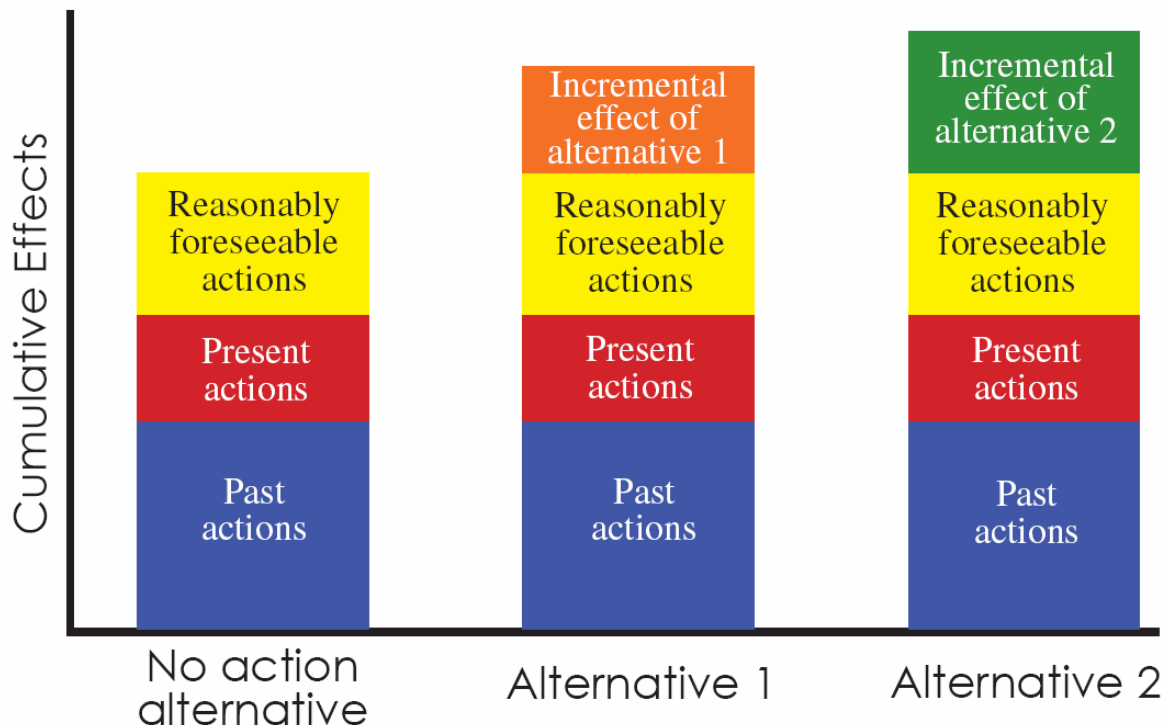 Cumulative Effects
Reasonably
foreseeable
actions
Present
actions
Past
actions
No action
alternative
Incremental
effect of
alternative 1
Reasonably
foreseeable
actions
Present
actions
Past
actions
Alternative 1
Incremental
effect of
alternative 2
Reasonably
foreseeable
actions
Present
actions
Past
actions
Alternative 2